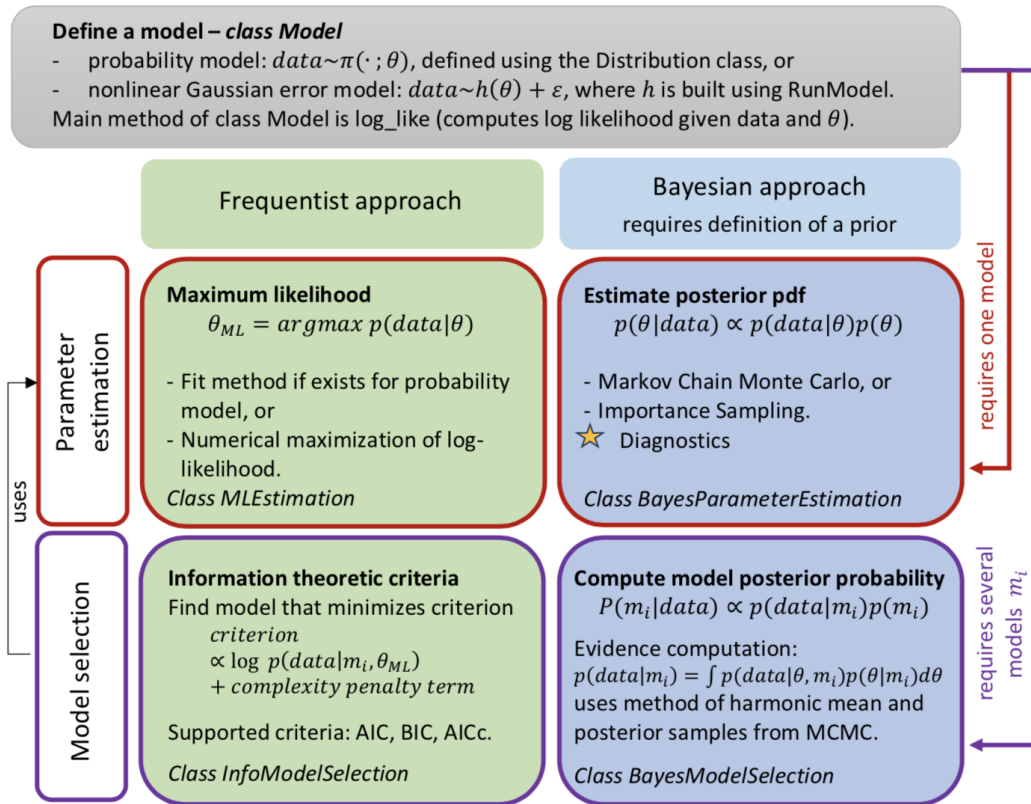 Define a model – class Model
- probability model: data~π(· ; θ), defined using the Distribution class, or
- nonlinear Gaussian error model: data~h(θ) + ε, where h is built using RunModel.
Main method of class Model is log_like (computes log likelihood given data and θ).
Frequentist approach
Bayesian approach
requires definition of a prior
Parameter
estimation
Maximum likelihood
θ_ML = argmax p(data|θ)
- Fit method if exists for probability
model, or
- Numerical maximization of log-
likelihood.
Class MLEstimation
Estimate posterior pdf
p(θ|data) ∝ p(data|θ)p(θ)
- Markov Chain Monte Carlo, or
- Importance Sampling.
Diagnostics
Class BayesParameterEstimation
requires one model
uses
Model selection
Information theoretic criteria
Find model that minimizes criterion
criterion
∝ log p(data|m_i, θ_ML)
+ complexity penalty term
Supported criteria: AIC, BIC, AICc.
Class InfoModelSelection
Compute model posterior probability
P(m_i|data) ∝ p(data|m_i)p(m_i)
Evidence computation:
p(data|m_i) = ∫ p(data|θ, m_i)p(θ|m_i)dθ
uses method of harmonic mean and
posterior samples from MCMC.
Class BayesModelSelection
requires several
models m_i